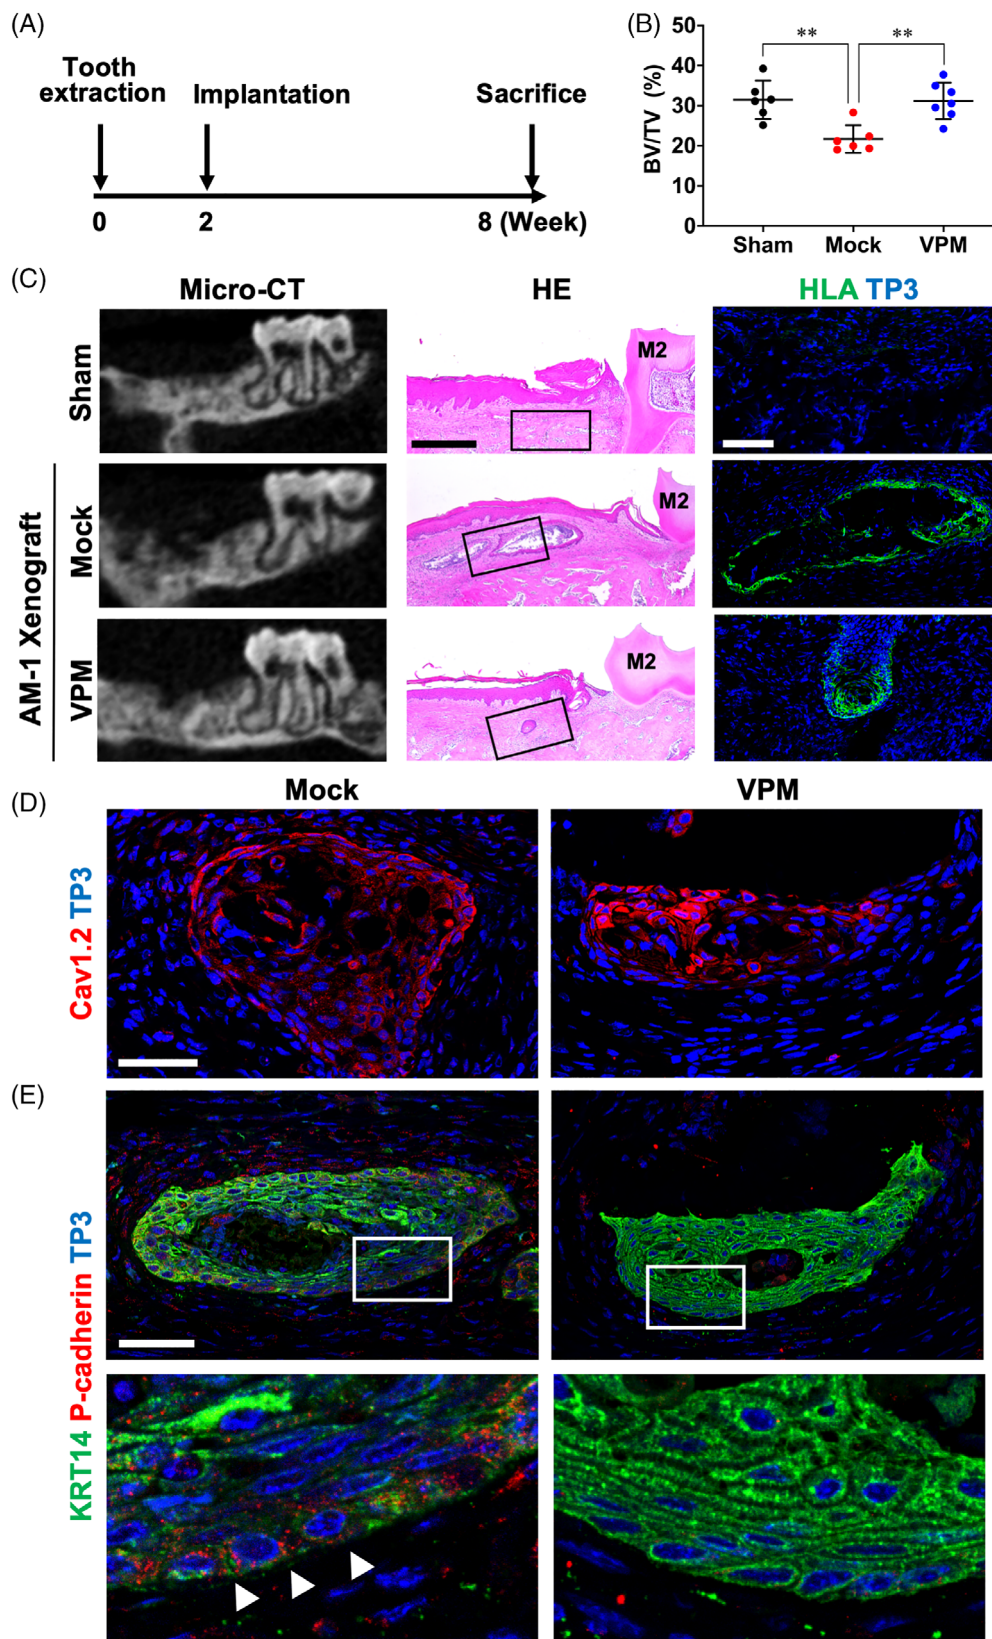 (A)
Tooth
extraction
Implantation
Sacrifice
0
2
8 (Week)
(B)
BV/TV (%)
50
40
30
20
10
0
**
**
Sham
Mock
VPM
(C)
Micro-CT
HE
HLA TP3
Sham
M2
AM-1 Xenograft
Mock
M2
VPM
M2
(D)
Mock
VPM
Cav1.2 TP3
(E)
KRT14 P-cadherin TP3